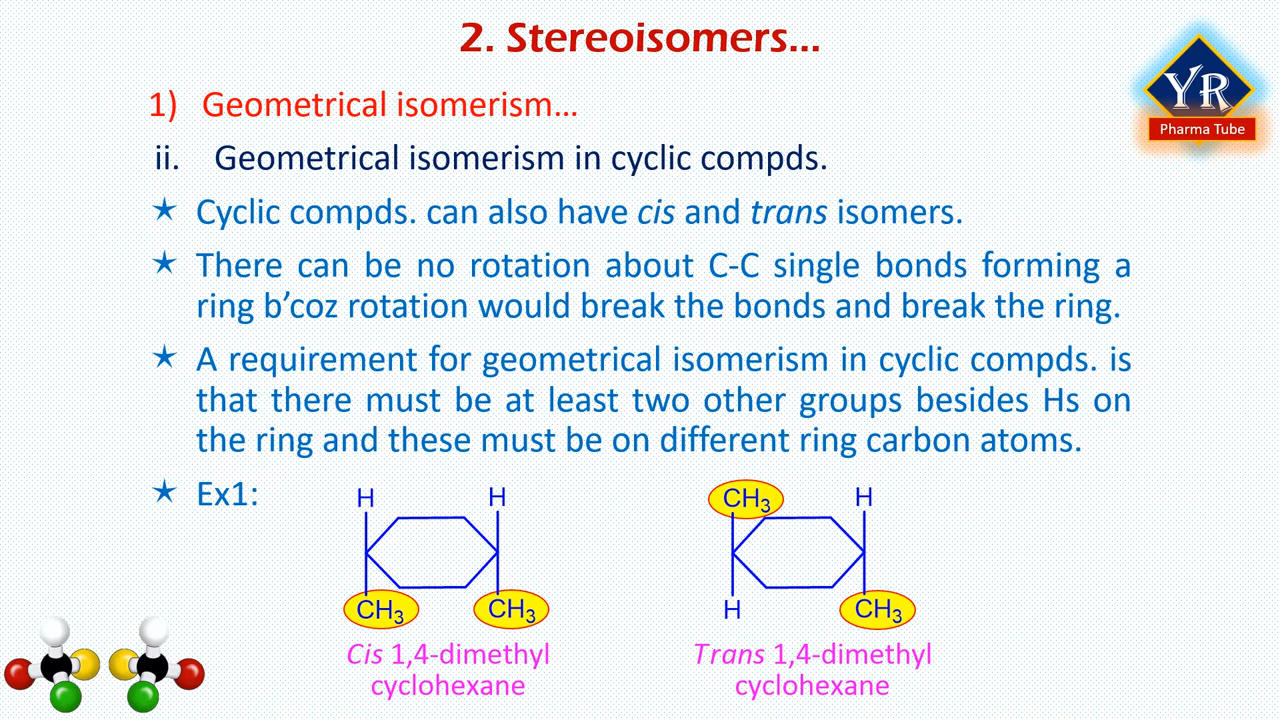 2. Stereoisomers...
YR
Pharma Tube
1) Geometrical isomerism...
ii. Geometrical isomerism in cyclic compds.
Cyclic compds. can also have cis and trans isomers.
There can be no rotation about C-C single bonds forming a
ring b’coz rotation would break the bonds and break the ring.
A requirement for geometrical isomerism in cyclic compds. is
that there must be at least two other groups besides Hs on
the ring and these must be on different ring carbon atoms.
Ex1:
H H
CH3 CH3
Cis 1,4-dimethyl
cyclohexane
CH3 H
H CH3
Trans 1,4-dimethyl
cyclohexane